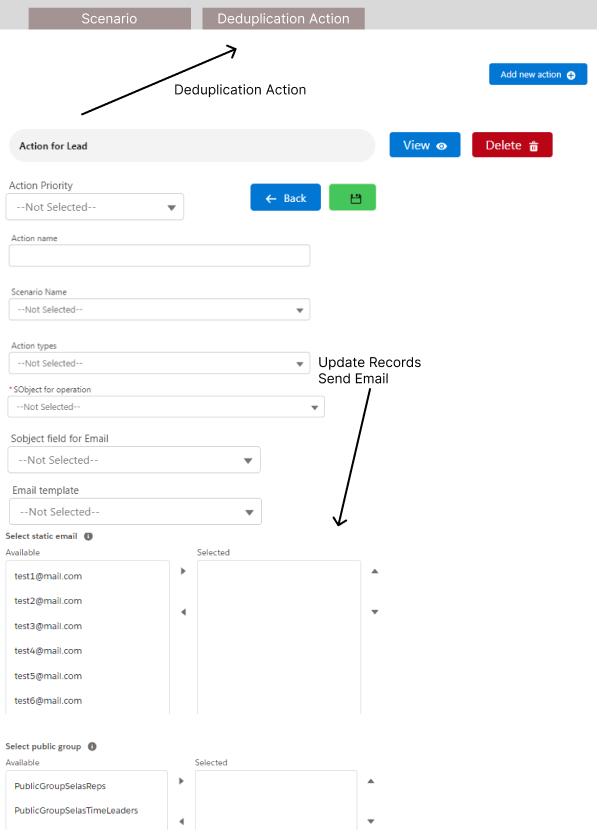 Scenario
Deduplication Action
Add new action
Deduplication Action
Action for Lead
View
Delete
Action Priority
--Not Selected--
Back
Action name
Scenario Name
--Not Selected--
Action types
--Not Selected--
Update Records
Send Email
*SObject for operation
--Not Selected--
Sobject field for Email
--Not Selected--
Email template
--Not Selected--
Select static email
Available
Selected
test1@mail.com
test2@mail.com
test3@mail.com
test4@mail.com
test5@mail.com
test6@mail.com
Select public group
Available
Selected
PublicGroupSelasReps
PublicGroupSelasTimeLeaders